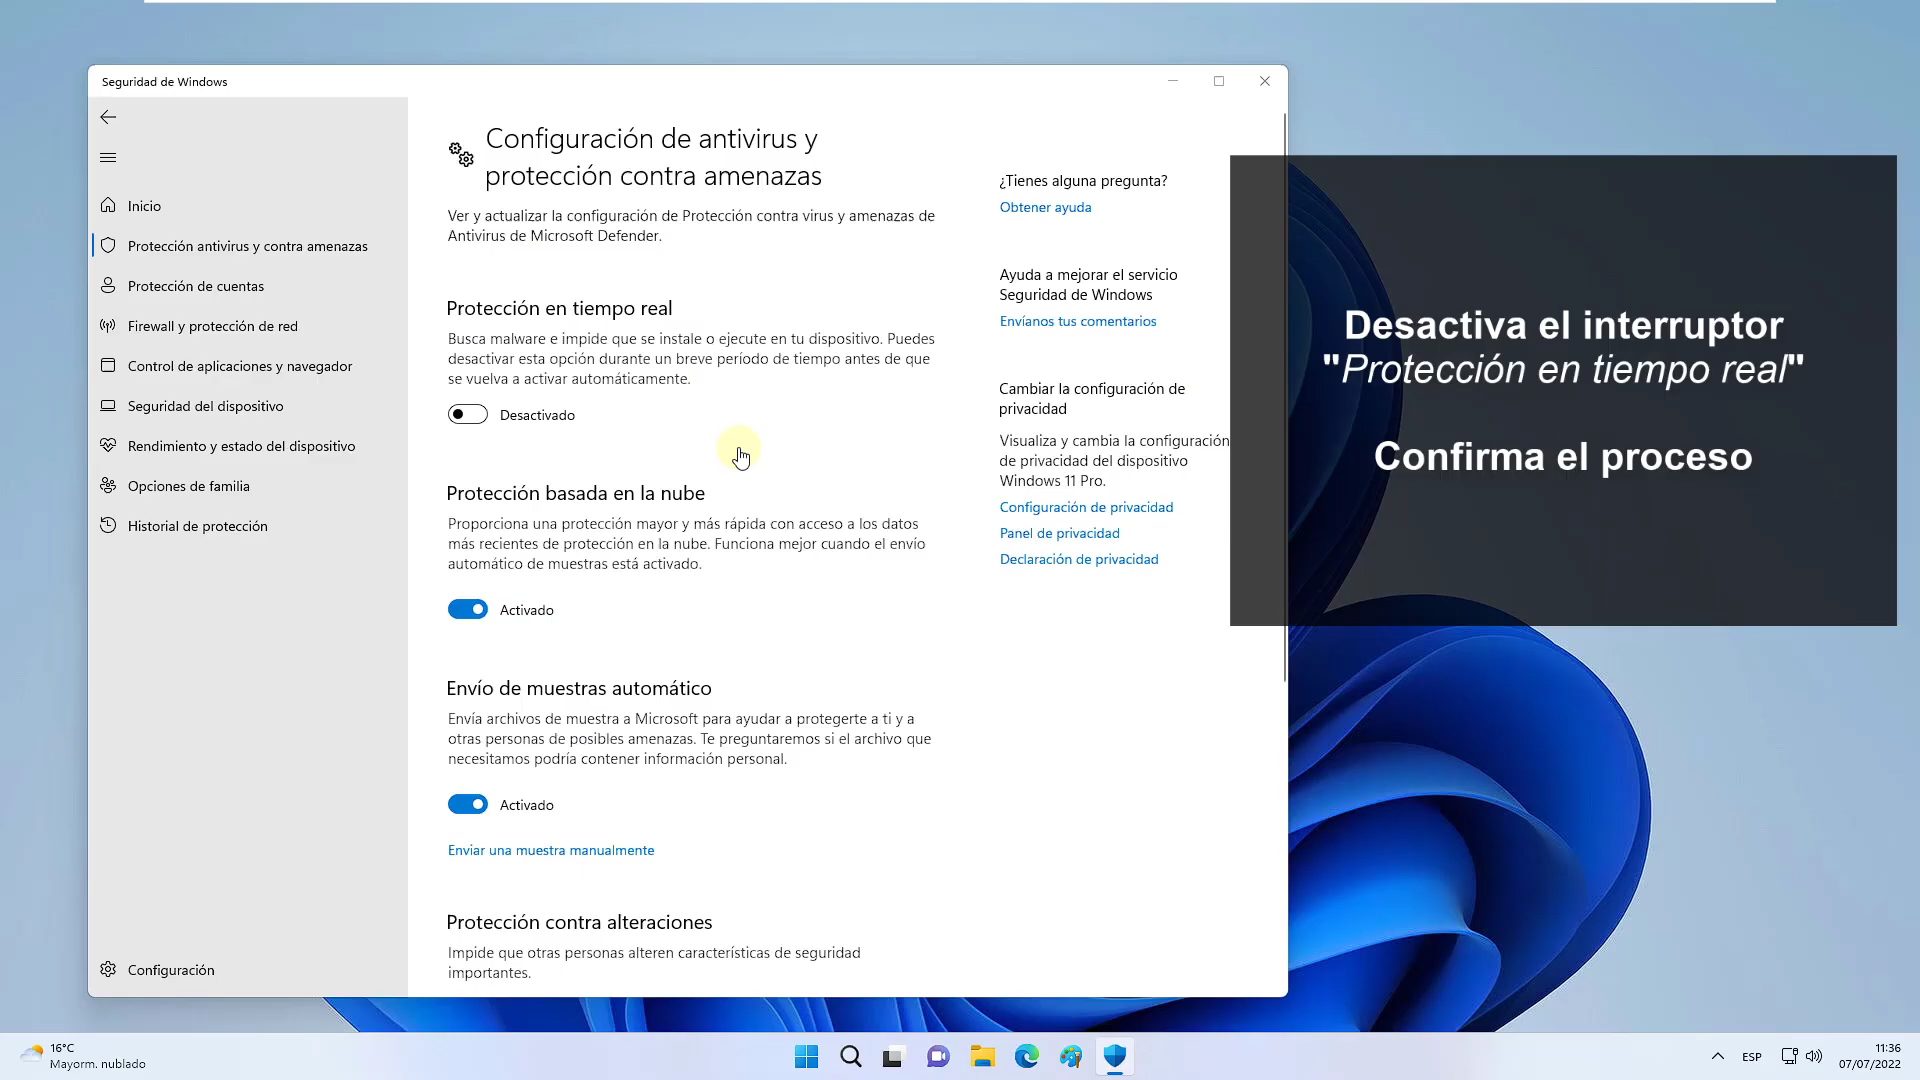 Seguridad de Windows
Inicio
Protección antivirus y contra amenazas
Protección de cuentas
Firewall y protección de red
Control de aplicaciones y navegador
Seguridad del dispositivo
Rendimiento y estado del dispositivo
Opciones de familia
Historial de protección
Configuración
Configuración de antivirus y
protección contra amenazas
Ver y actualizar la configuración de Protección contra virus y amenazas de
Antivirus de Microsoft Defender.
Protección en tiempo real
Busca malware e impide que se instale o ejecute en tu dispositivo. Puedes
desactivar esta opción durante un breve período de tiempo antes de que
se vuelva a activar automáticamente.
Desactivado
Protección basada en la nube
Proporciona una protección mayor y más rápida con acceso a los datos
más recientes de protección en la nube. Funciona mejor cuando el envío
automático de muestras está activado.
Activado
Envío de muestras automático
Envía archivos de muestra a Microsoft para ayudar a protegerte a ti y a
otras personas de posibles amenazas. Te preguntaremos si el archivo que
necesitamos podría contener información personal.
Activado
Enviar una muestra manualmente
Protección contra alteraciones
Impide que otras personas alteren características de seguridad
importantes.
¿Tienes alguna pregunta?
Obtener ayuda
Ayuda a mejorar el servicio
Seguridad de Windows
Envíanos tus comentarios
Cambiar la configuración de
privacidad
Visualiza y cambia la configuración
de privacidad del dispositivo
Windows 11 Pro.
Configuración de privacidad
Panel de privacidad
Declaración de privacidad
Desactiva el interruptor
"Protección en tiempo real"
Confirma el proceso
16°C
Mayorm. nublado
ESP
11:36
07/07/2022